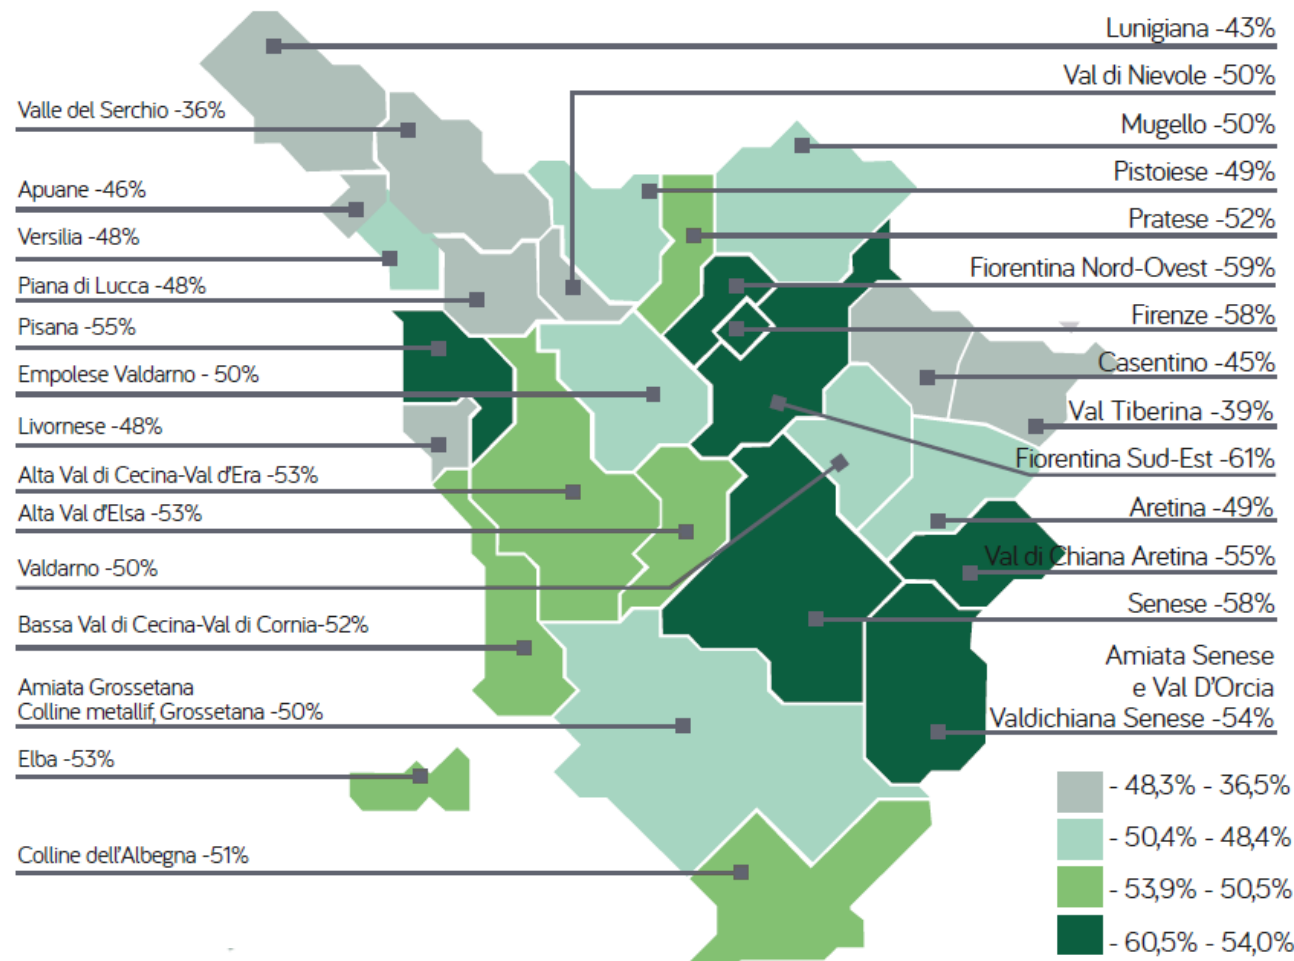 Lunigiana -43%
Val di Nievole -50%
Mugello -50%
Pistoiese -49%
Pratese -52%
Fiorentina Nord-Ovest -59%
Firenze -58%
Casentino -45%
Val Tiberina -39%
Fiorentina Sud-Est -61%
Aretina -49%
Val di Chiana Aretina -55%
Senese -58%
Amiata Senese
e Val D'Orcia
Valdichiana Senese -54%
Valle del Serchio -36%
Apuane -46%
Versilia -48%
Piana di Lucca -48%
Pisana -55%
Empolese Valdarno - 50%
Livornese -48%
Alta Val di Cecina-Val d'Era -53%
Alta Val d'Elsa -53%
Valdarno -50%
Bassa Val di Cecina-Val di Cornia-52%
Amiata Grossetana
Colline metallif, Grossetana -50%
Elba -53%
Colline dell'Albegna -51%
- 48,3% - 36,5%
- 50,4% - 48,4%
- 53,9% - 50,5%
- 60,5% - 54,0%